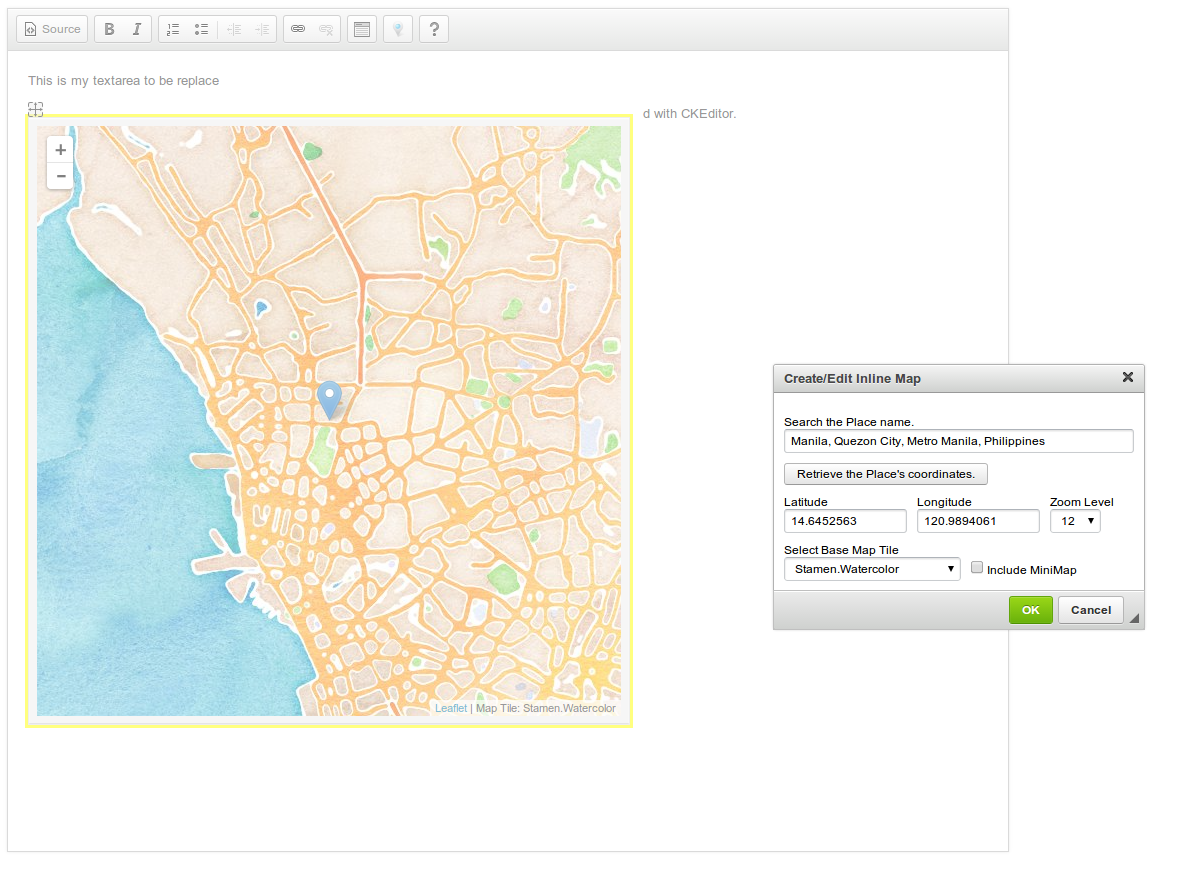 Source B I ?
This is my textarea to be replace
d with CKEditor.
+
−
Leaflet | Map Tile: Stamen.Watercolor
Create/Edit Inline Map
Search the Place name.
Manila, Quezon City, Metro Manila, Philippines
Retrieve the Place's coordinates.
Latitude Longitude Zoom Level
14.6452563 120.9894061 12
Select Base Map Tile
Stamen.Watercolor Include MiniMap
OK Cancel